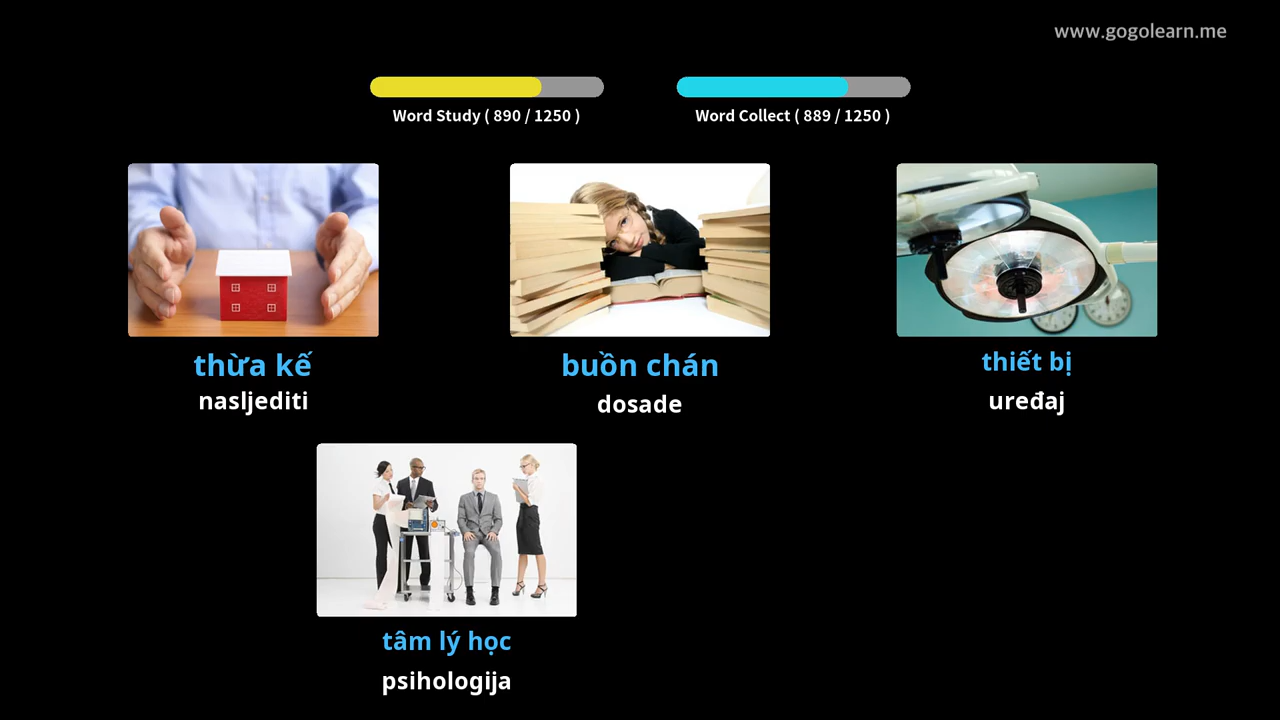 www.gogolearn.me
Word Study ( 890 / 1250 )
Word Collect ( 889 / 1250 )
thừa kế
nasljediti
buồn chán
dosade
thiết bị
uređaj
tâm lý học
psihologija